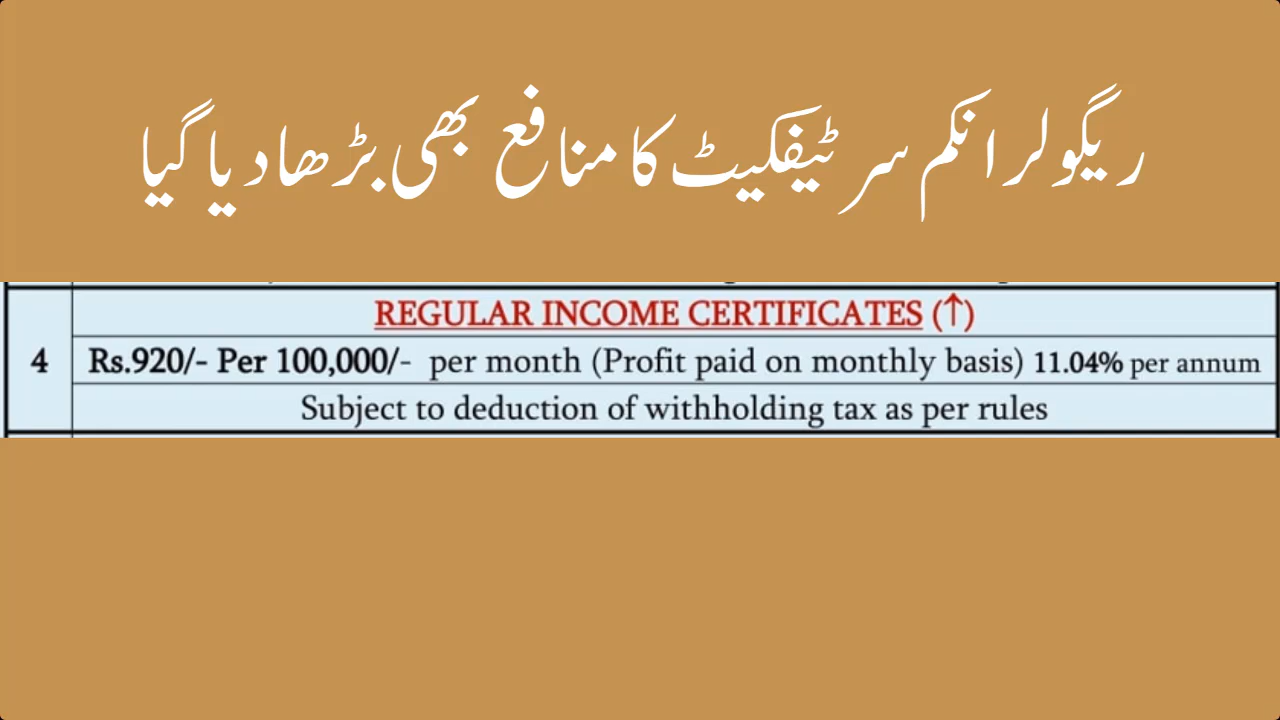 ریگولر انکم سرٹیفکیٹ کا منافع بھی بڑھا دیا گیا
REGULAR INCOME CERTIFICATES (↑)
4
Rs.920/- Per 100,000/- per month (Profit paid on monthly basis) 11.04% per annum
Subject to deduction of withholding tax as per rules